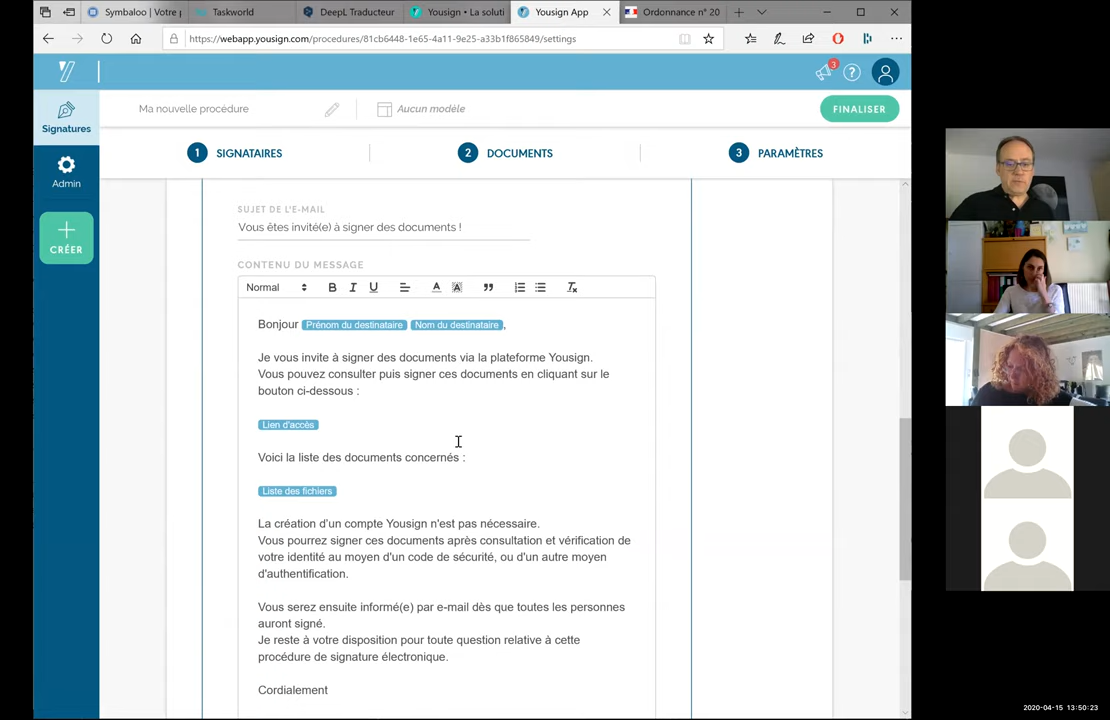 Symbaloo | Votre p
Taskworld
DeepL Traducteur
Yousign • La soluti
Yousign App
Ordonnance n° 20
https://webapp.yousign.com/procedures/81cb6448-1e65-4a11-9e25-a33b1f865849/settings
3
?
Signatures
Admin
CRÉER
Ma nouvelle procédure
Aucun modèle
FINALISER
1 SIGNATAIRES
2 DOCUMENTS
3 PARAMÈTRES
SUJET DE L'E-MAIL
Vous êtes invité(e) à signer des documents !
CONTENU DU MESSAGE
Normal B I U A A
Bonjour Prénom du destinataire Nom du destinataire,
Je vous invite à signer des documents via la plateforme Yousign.
Vous pouvez consulter puis signer ces documents en cliquant sur le
bouton ci-dessous :
Lien d'accès
Voici la liste des documents concernés :
Liste des fichiers
La création d'un compte Yousign n'est pas nécessaire.
Vous pourrez signer ces documents après consultation et vérification de
votre identité au moyen d'un code de sécurité, ou d'un autre moyen
d'authentification.
Vous serez ensuite informé(e) par e-mail dès que toutes les personnes
auront signé.
Je reste à votre disposition pour toute question relative à cette
procédure de signature électronique.
Cordialement
2020-04-15 13:50:23